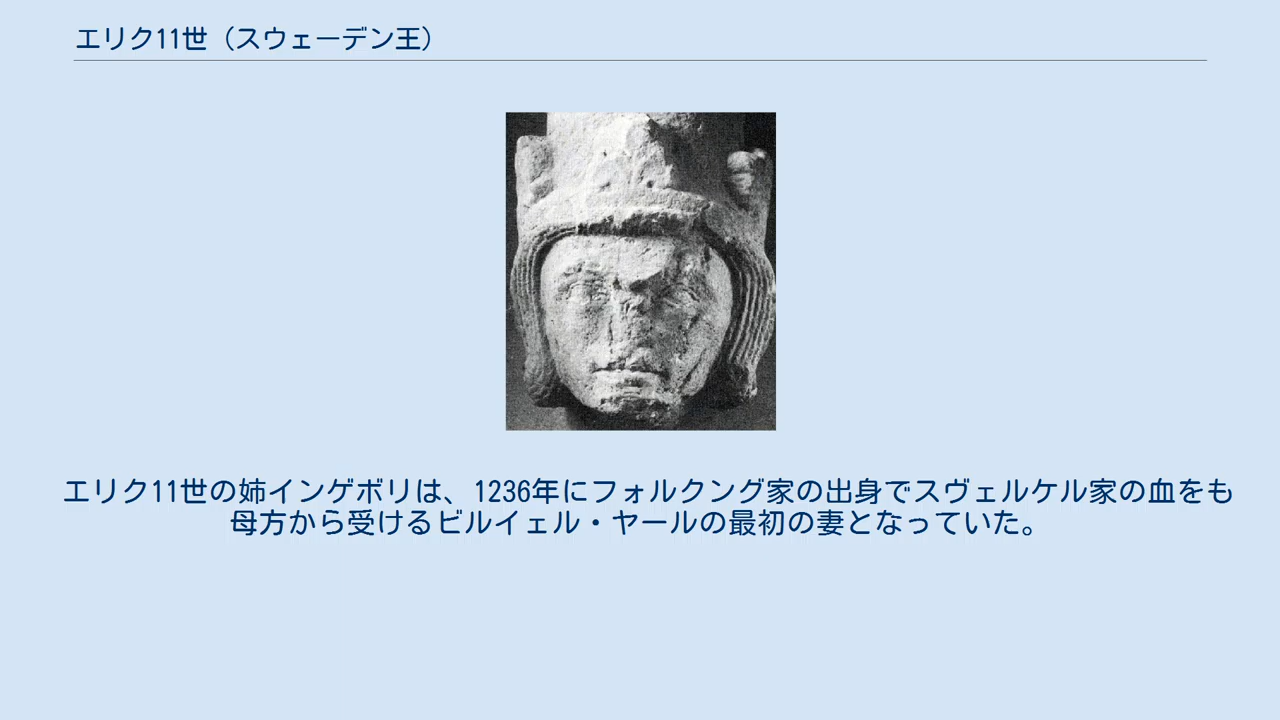 エリク11世（スウェーデン王）
エリク11世の姉インゲボリは、1236年にフォルクング家の出身でスヴェルケル家の血をも
母方から受けるビルイェル・ヤールの最初の妻となっていた。